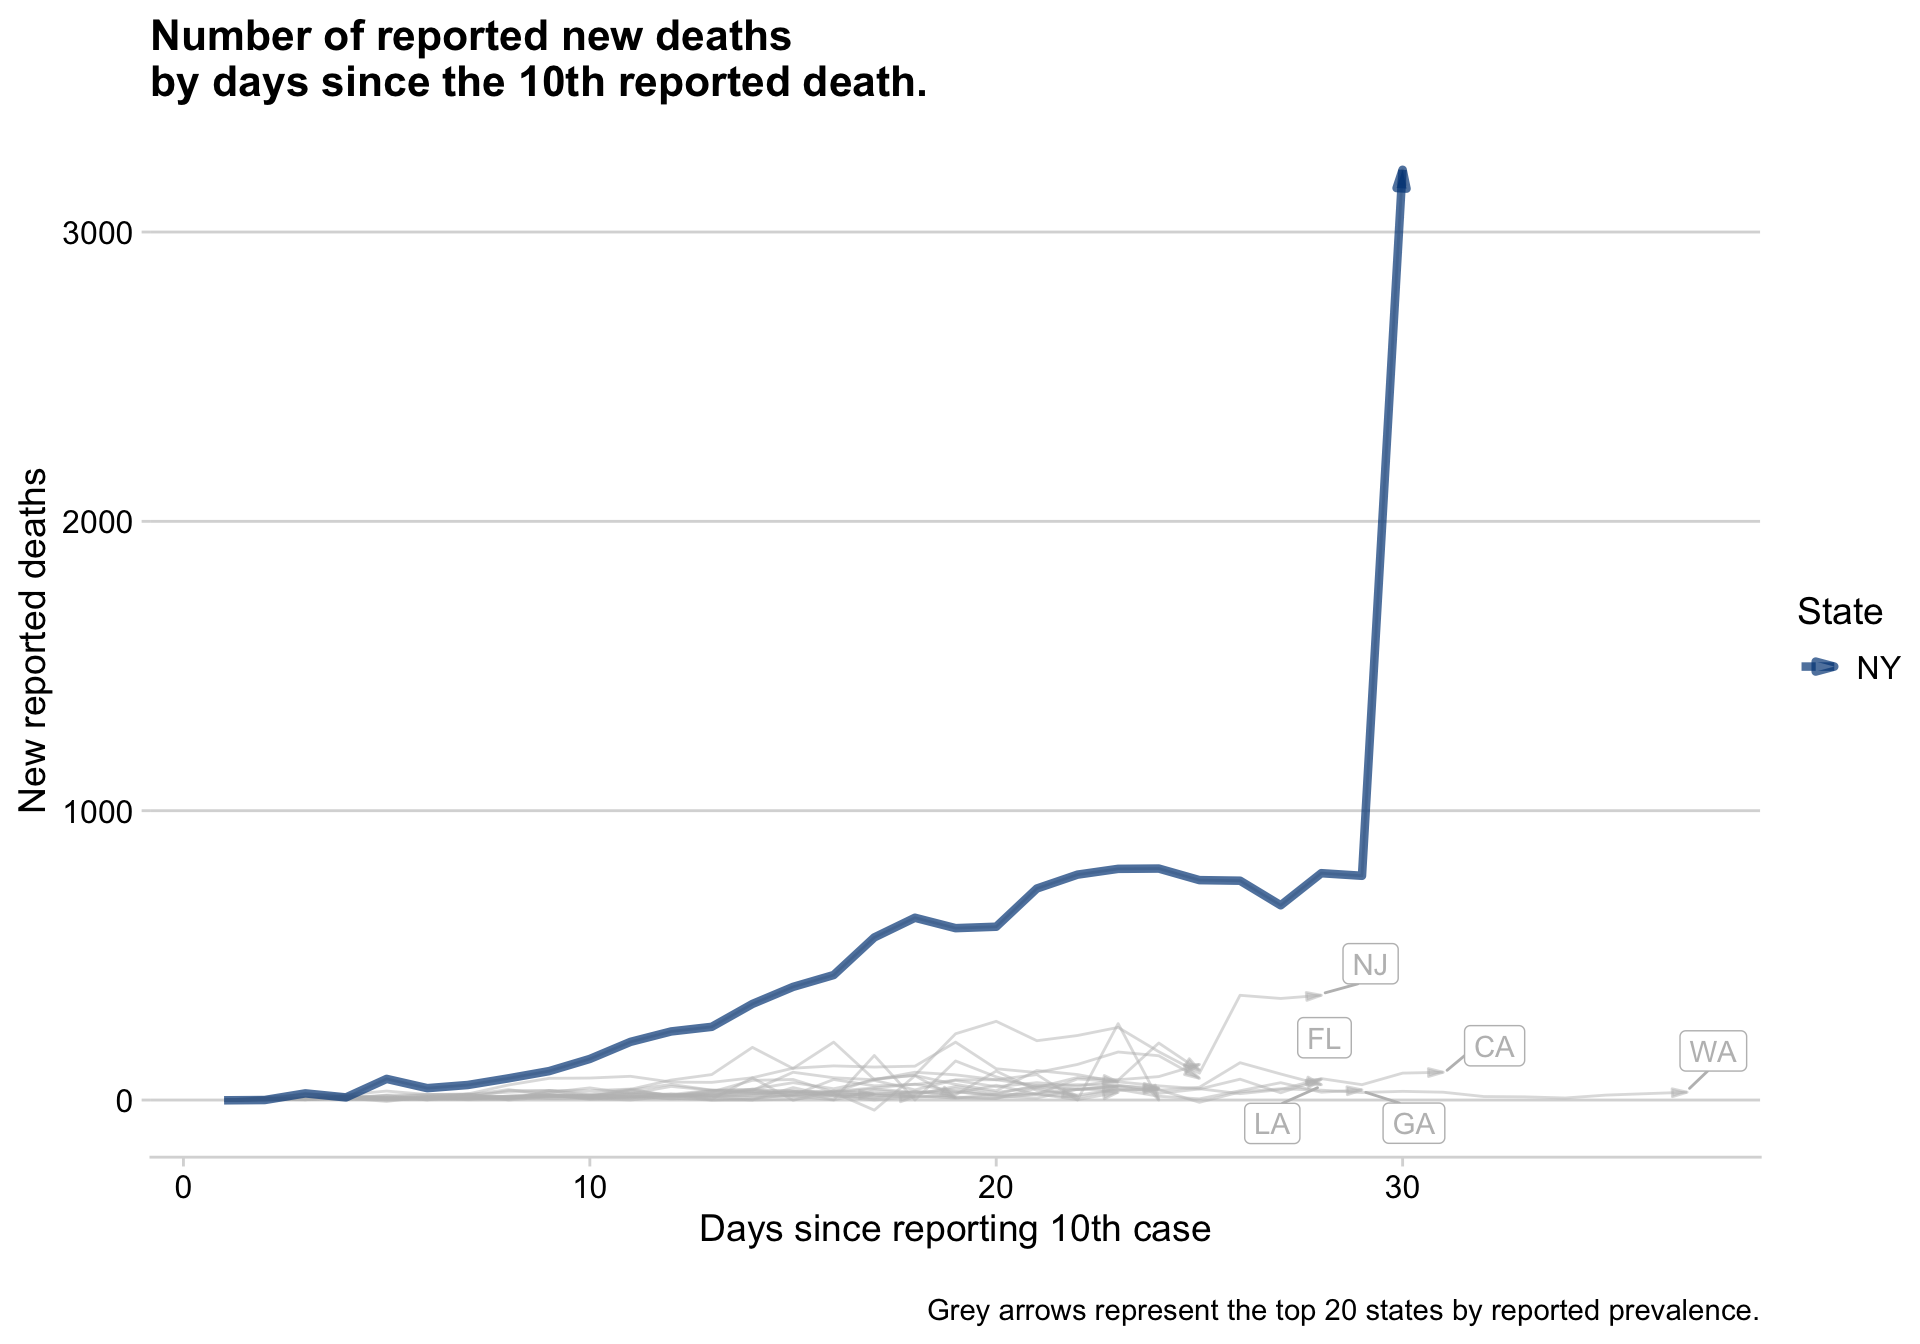 Number of reported new deaths
by days since the 10th reported death.
New reported deaths
3000
2000
1000
0
0
10
20
30
Days since reporting 10th case
NJ
FL
CA
WA
LA
GA
State
NY
Grey arrows represent the top 20 states by reported prevalence.